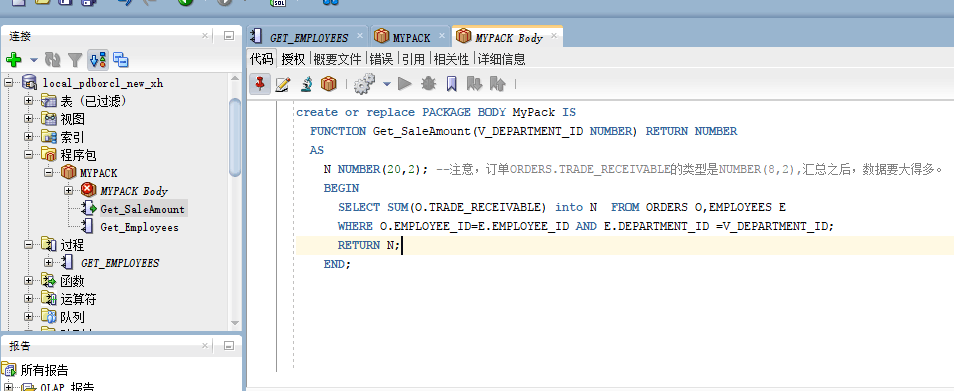 SQL
连接
local_pdborcl_new_xh
表 (已过滤)
视图
索引
程序包
MYPACK
MYPACK Body
Get_SaleAmount
Get_Employees
过程
GET_EMPLOYEES
函数
运算符
队列
报告
所有报告
OLAP 报告
GET_EMPLOYEES MYPACK MYPACK Body
代码 授权 概要文件 错误 引用 相关性 详细信息
create or replace PACKAGE BODY MyPack IS
FUNCTION Get_SaleAmount(V_DEPARTMENT_ID NUMBER) RETURN NUMBER
AS
N NUMBER(20,2); --注意，订单ORDERS.TRADE_RECEIVABLE的类型是NUMBER(8,2),汇总之后，数据要大得多。
BEGIN
SELECT SUM(O.TRADE_RECEIVABLE) into N  FROM ORDERS O,EMPLOYEES E
WHERE O.EMPLOYEE_ID=E.EMPLOYEE_ID AND E.DEPARTMENT_ID =V_DEPARTMENT_ID;
RETURN N;
END;